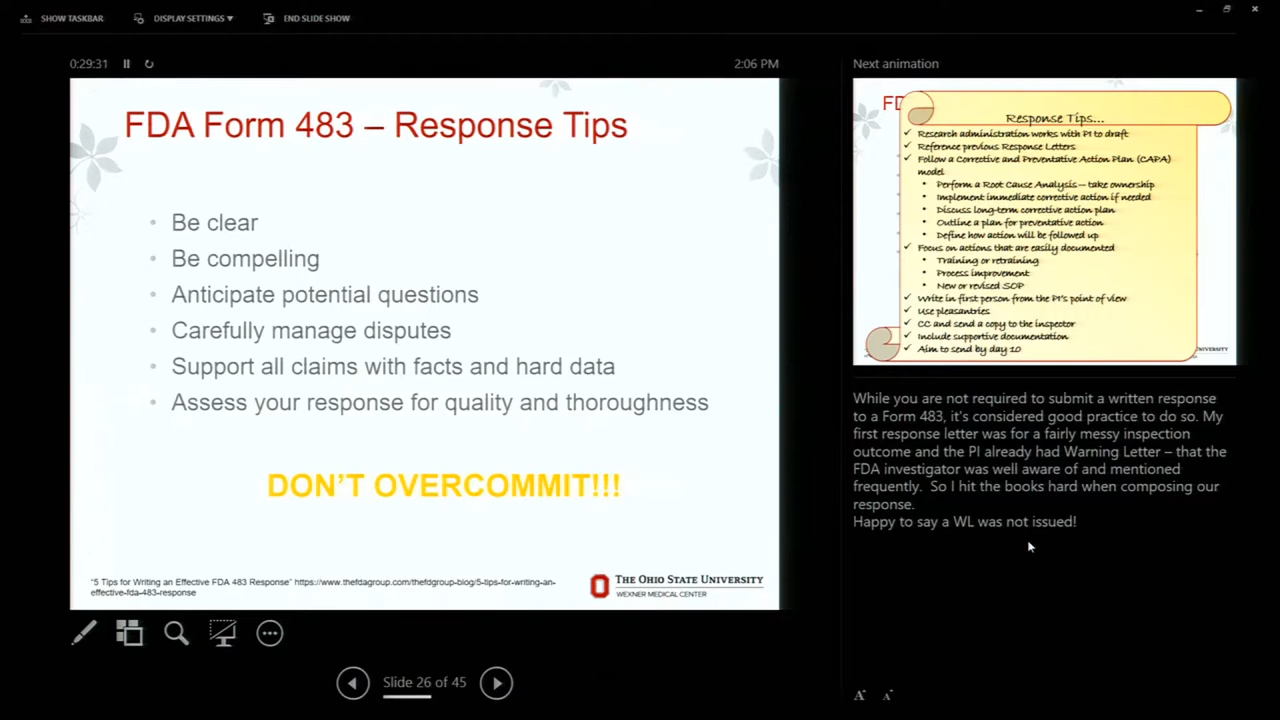 SHOW TASKBAR
DISPLAY SETTINGS ▼
END SLIDE SHOW
0:29:31
2:06 PM
FDA Form 483 – Response Tips
• Be clear
• Be compelling
• Anticipate potential questions
• Carefully manage disputes
• Support all claims with facts and hard data
• Assess your response for quality and thoroughness
DON'T OVERCOMMIT!!!
"5 Tips for Writing an Effective FDA 483 Response" https://www.thefdagroup.com/thefdgroup-blog/5-tips-for-writing-an-
effective-fda-483-response
THE OHIO STATE UNIVERSITY
WEXNER MEDICAL CENTER
Slide 26 of 45
Next animation
FD
Response Tips...
✓ Research administration works with PI to draft
✓ Reference previous Response Letters
✓ Follow a Corrective and Preventative Action Plan (CAPA)
model
• Perform a Root Cause Analysis – take ownership
• Implement immediate corrective action if needed
• Discuss long-term corrective action plan
• Outline a plan for preventative action
• Define how action will be followed up
✓ Focus on actions that are easily documented
• Training or retraining
• Process improvement
• New or revised SOP
✓ Write in first person from the PI's point of view
✓ Use pleasantries
✓ CC and send a copy to the inspector
✓ Include supportive documentation
✓ Aim to send by day 10
IVERSITY
While you are not required to submit a written response
to a Form 483, it's considered good practice to do so. My
first response letter was for a fairly messy inspection
outcome and the PI already had Warning Letter – that the
FDA investigator was well aware of and mentioned
frequently.  So I hit the books hard when composing our
response.
Happy to say a WL was not issued!
A A